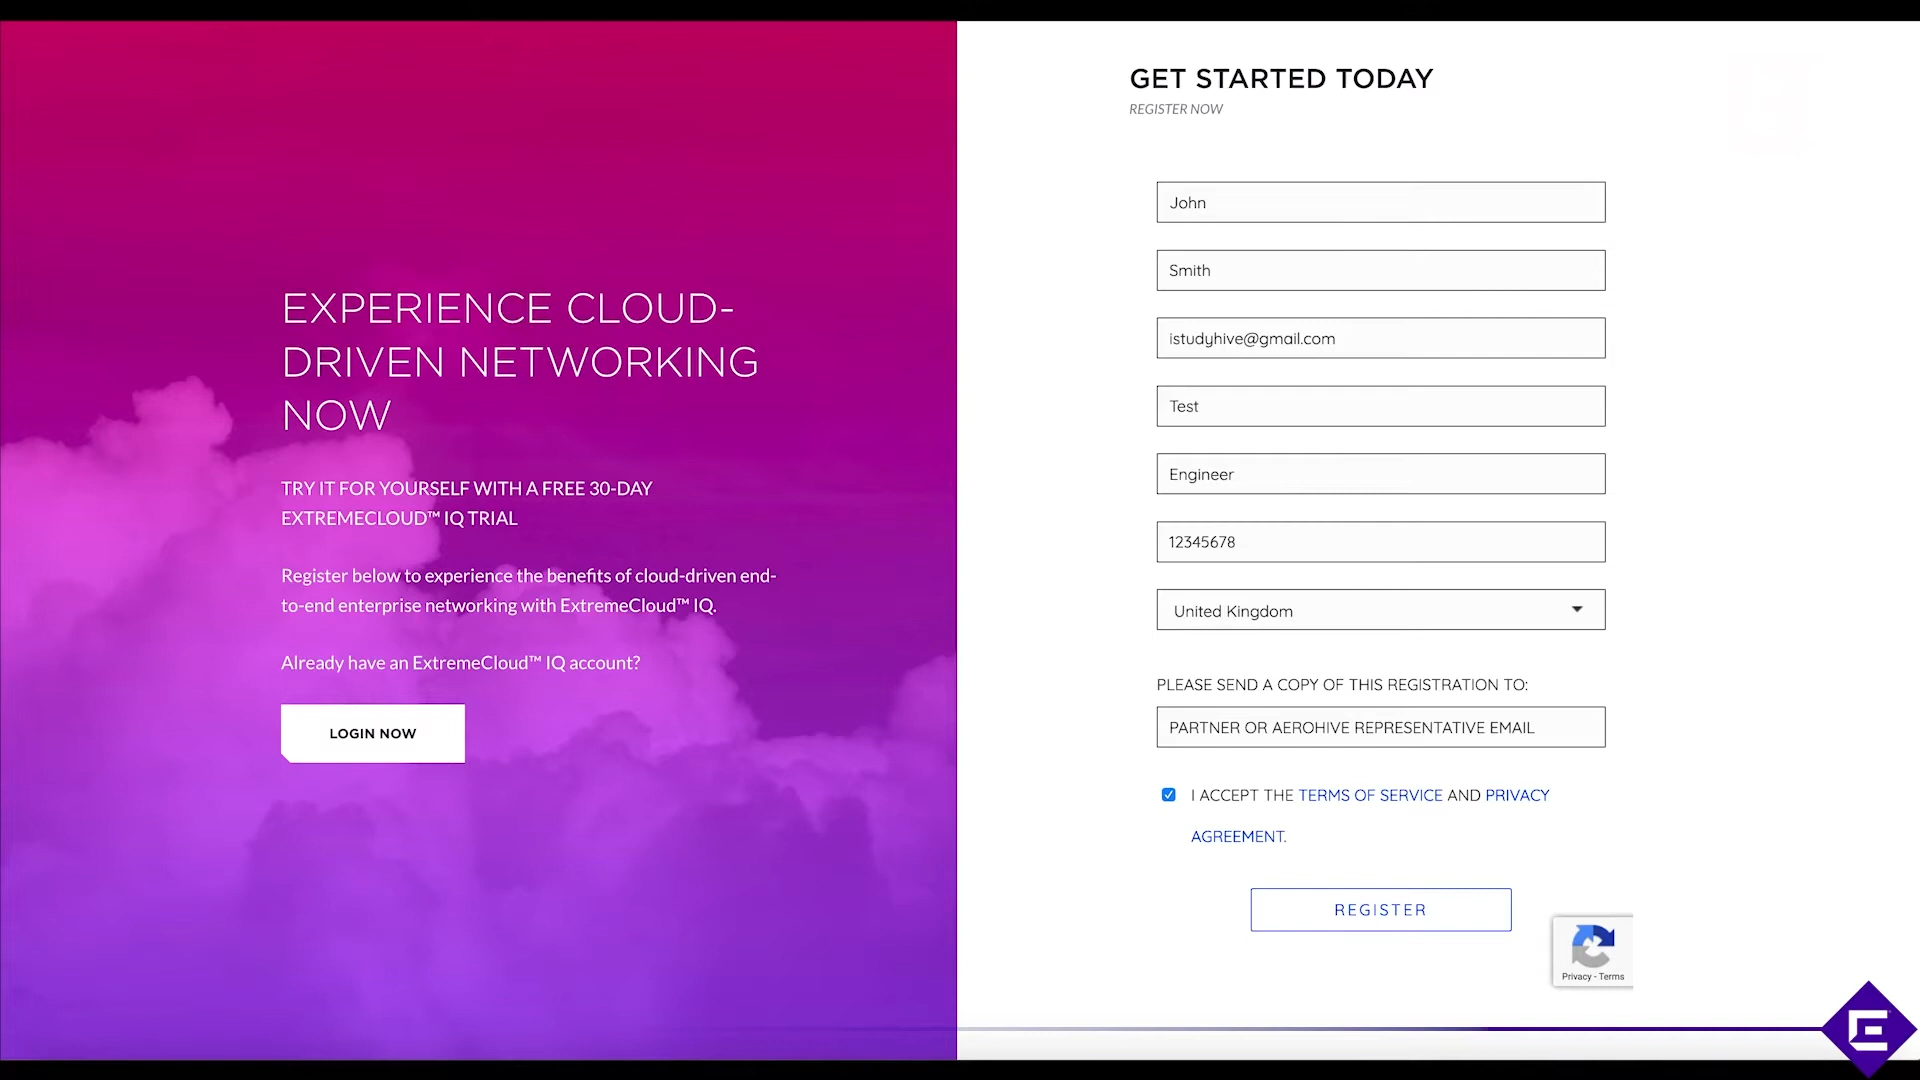 EXPERIENCE CLOUD-
DRIVEN NETWORKING
NOW
TRY IT FOR YOURSELF WITH A FREE 30-DAY
EXTREMECLOUD™ IQ TRIAL
Register below to experience the benefits of cloud-driven end-
to-end enterprise networking with ExtremeCloud™ IQ.
Already have an ExtremeCloud™ IQ account?
LOGIN NOW
GET STARTED TODAY
REGISTER NOW
John
Smith
istudyhive@gmail.com
Test
Engineer
12345678
United Kingdom
PLEASE SEND A COPY OF THIS REGISTRATION TO:
PARTNER OR AEROHIVE REPRESENTATIVE EMAIL
I ACCEPT THE TERMS OF SERVICE AND PRIVACY
AGREEMENT.
REGISTER
Privacy - Terms